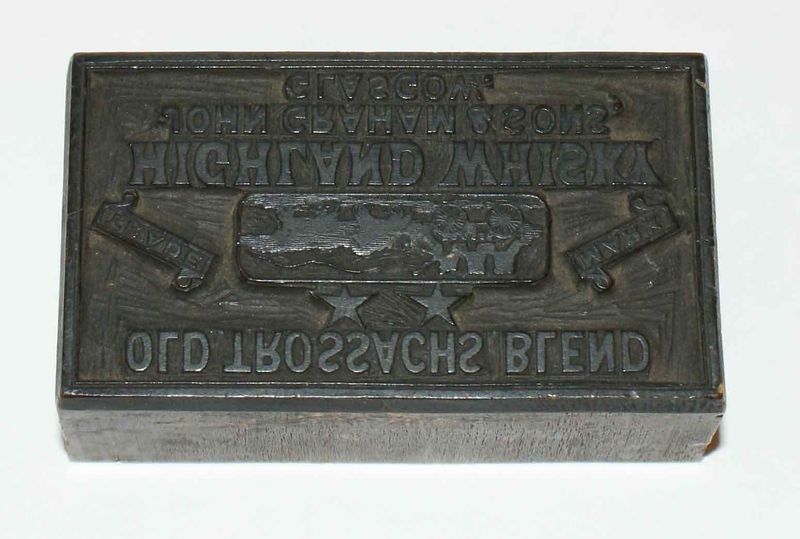 OLD TROSSACHS BLEND
TRADE
MARK
HIGHLAND WHISKY
JOHN GRAHAM & SONS,
GLASGOW.